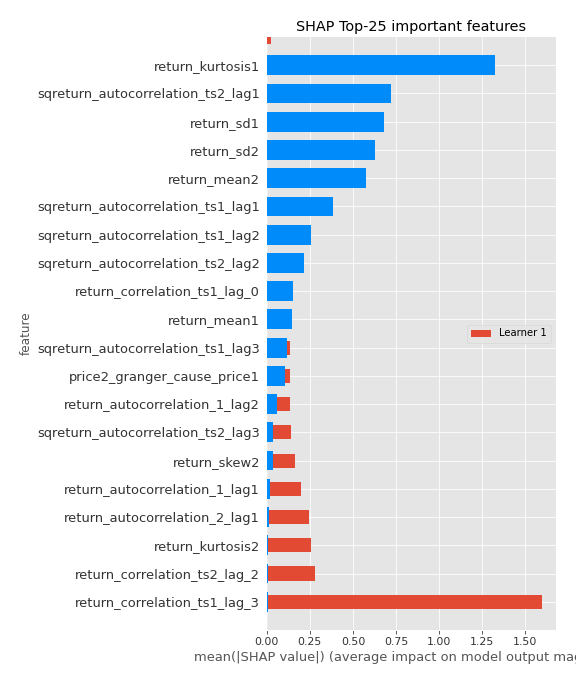 SHAP Top-25 important features
return_kurtosis1
sqreturn_autocorrelation_ts2_lag1
return_sd1
return_sd2
return_mean2
sqreturn_autocorrelation_ts1_lag1
sqreturn_autocorrelation_ts1_lag2
sqreturn_autocorrelation_ts2_lag2
return_correlation_ts1_lag_0
return_mean1
Learner 1
feature
sqreturn_autocorrelation_ts1_lag3
price2_granger_cause_price1
return_autocorrelation_1_lag2
sqreturn_autocorrelation_ts2_lag3
return_skew2
return_autocorrelation_1_lag1
return_autocorrelation_2_lag1
return_kurtosis2
return_correlation_ts2_lag_2
return_correlation_ts1_lag_3
0.00 0.25 0.50 0.75 1.00 1.25 1.50
mean(|SHAP value|) (average impact on model output mag